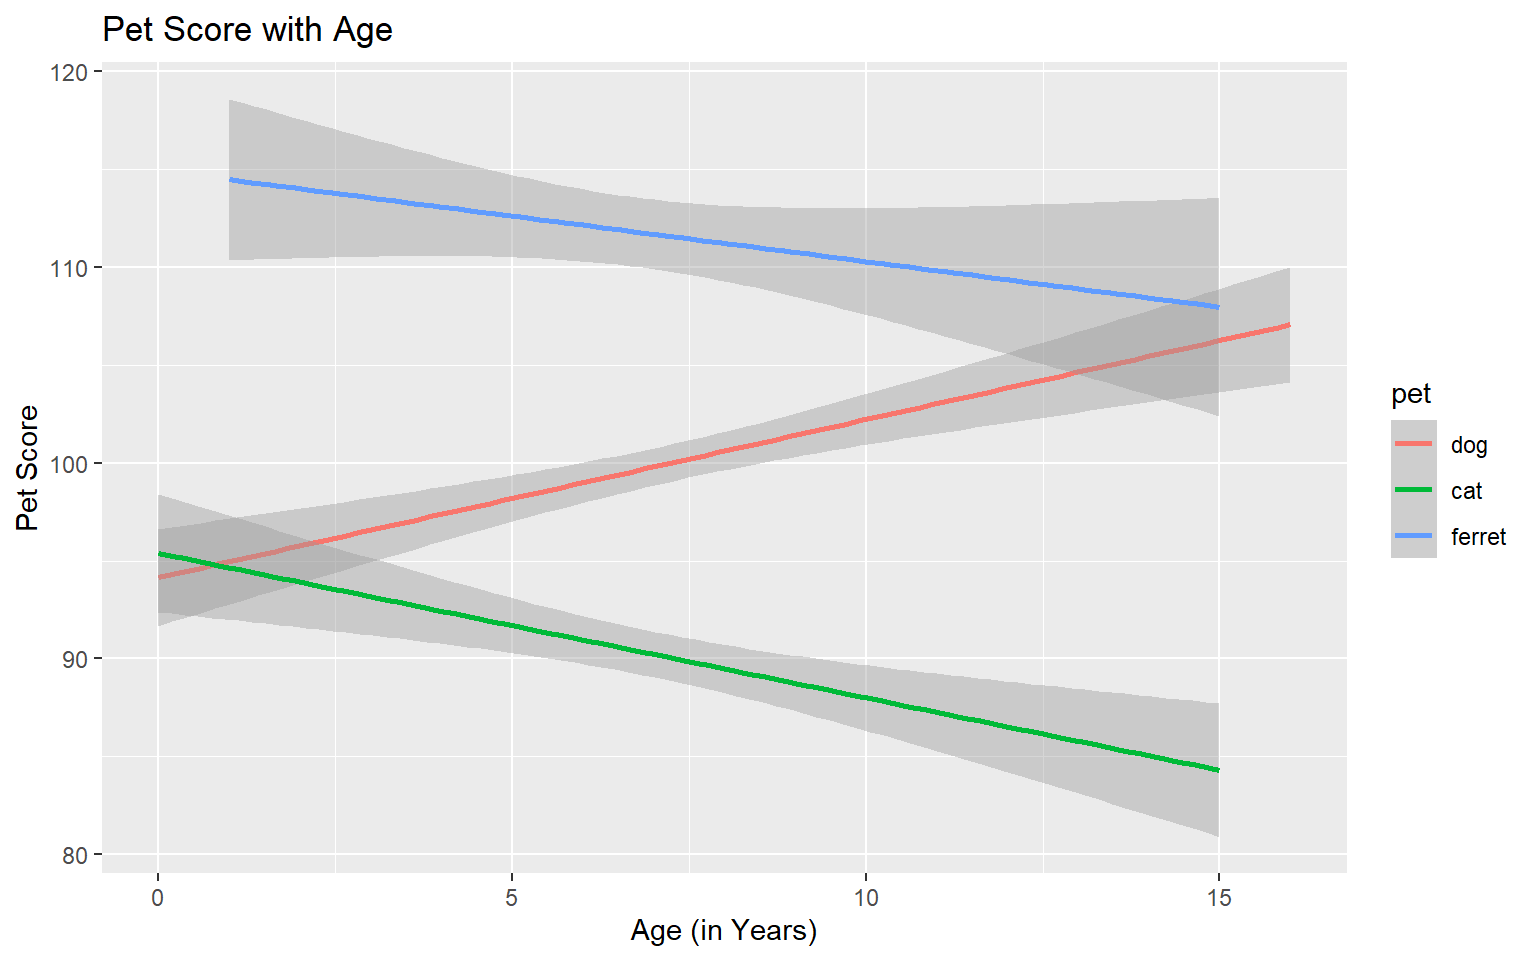 Pet Score with Age
120
110
100
90
80
Pet Score
0 5 10 15
Age (in Years)
pet
dog
cat
ferret